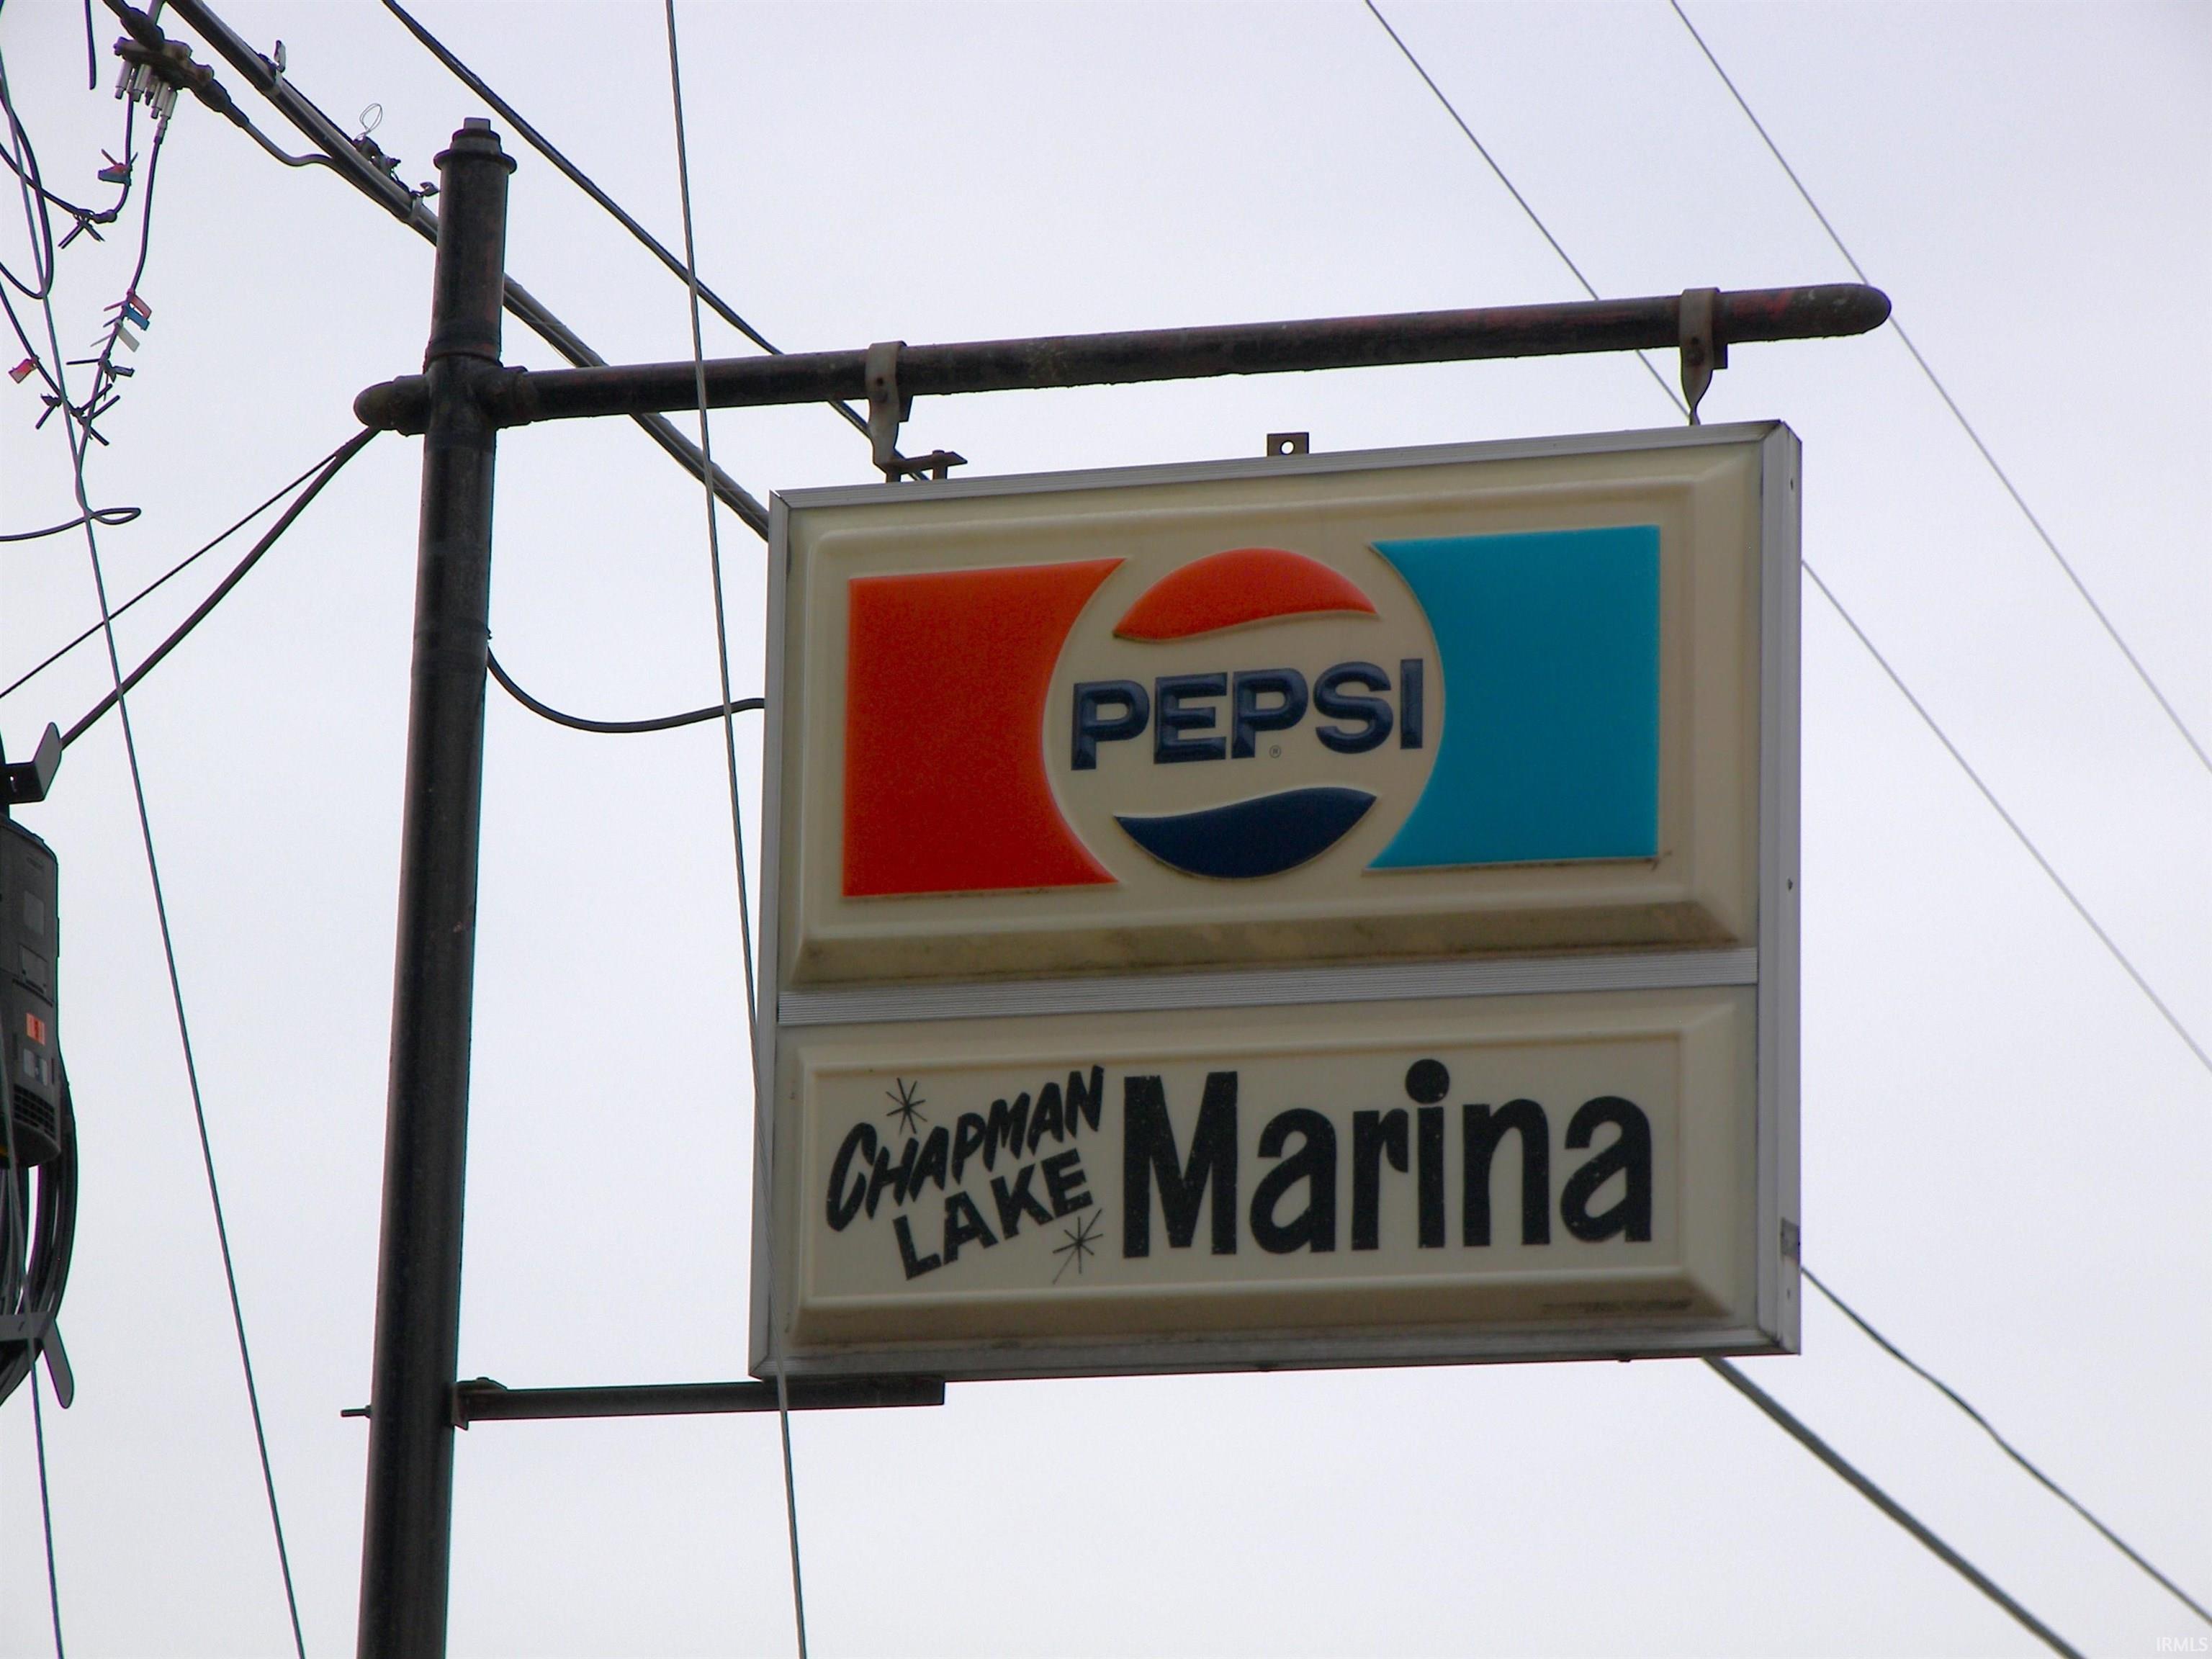 PEPSI
®
CHAPMAN
LAKE
Marina
IRMLS